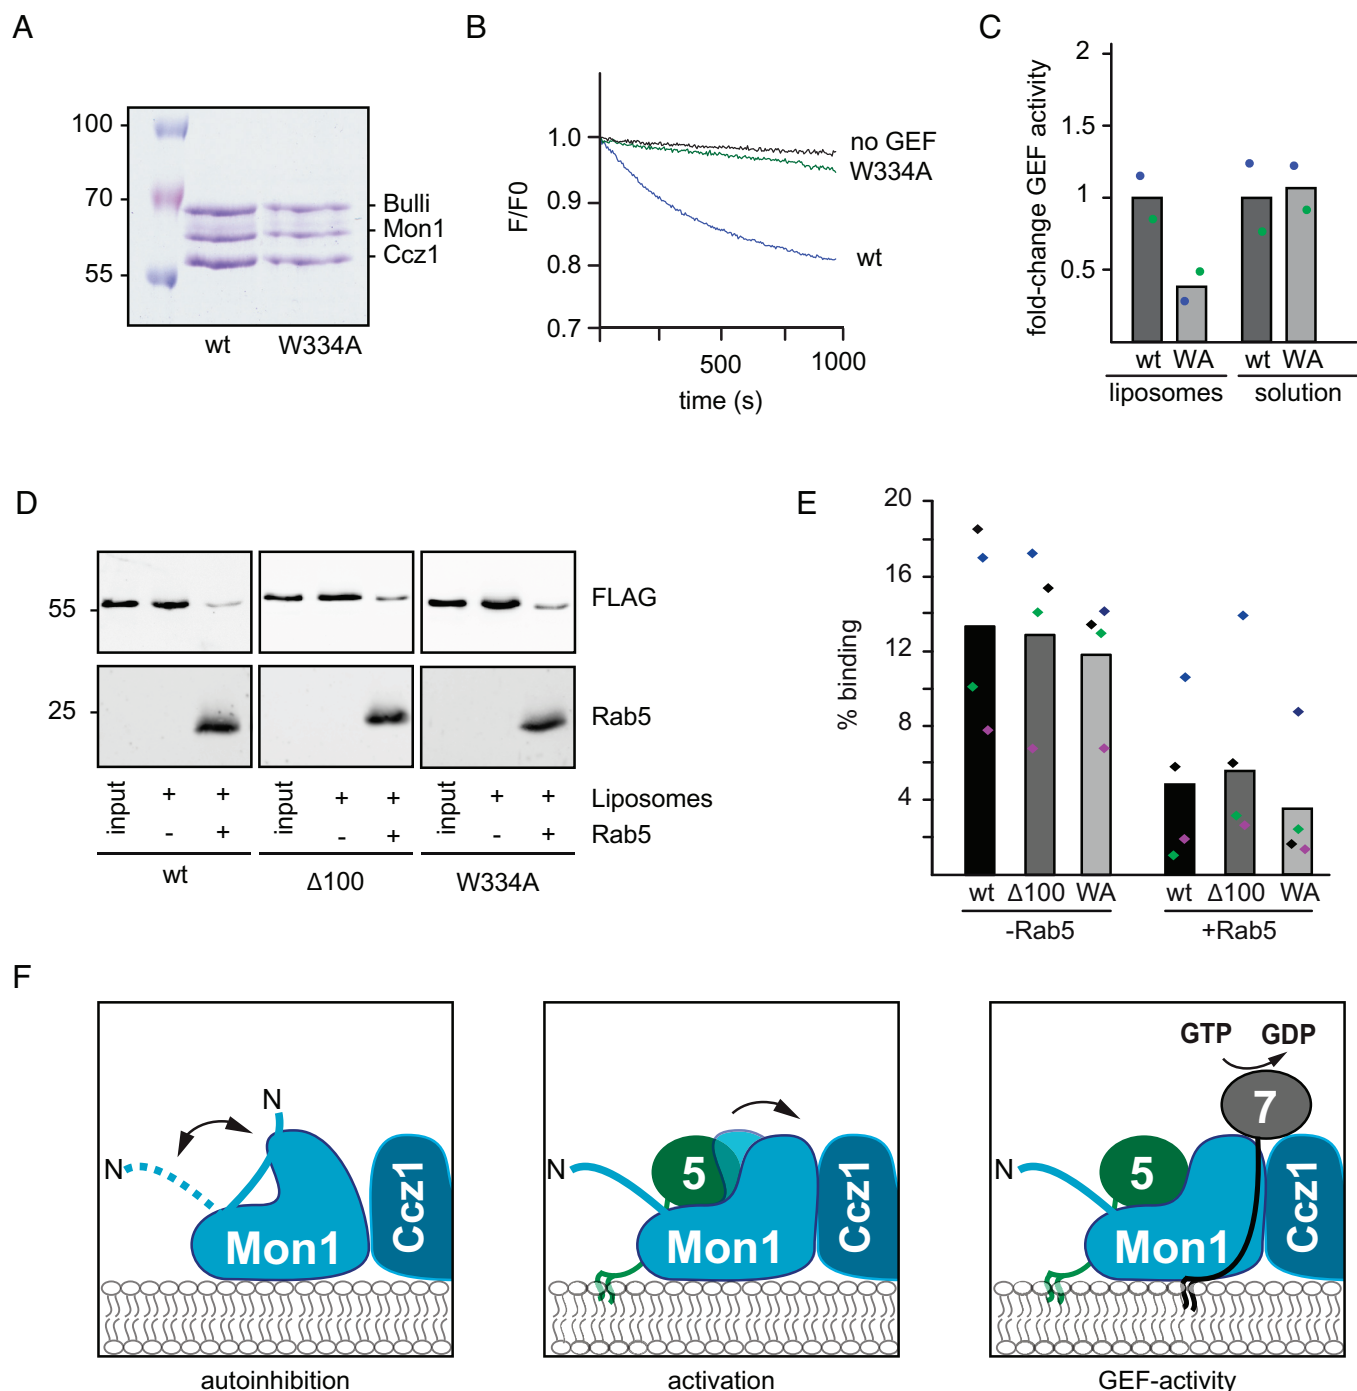 A
100
70
55
Bulli
Mon1
Ccz1
wt W334A
B
F/F0
1.0
0.9
0.8
0.7
no GEF
W334A
wt
500 1000
time (s)
C
fold-change GEF activity
2
1.5
1
0.5
wt WA wt WA
liposomes solution
D
55
25
FLAG
Rab5
input + + input + + input + + Liposomes
- + - + - + Rab5
wt Δ100 W334A
E
% binding
20
16
12
8
4
wt Δ100 WA wt Δ100 WA
-Rab5 +Rab5
F
N
N
Mon1
Ccz1
autoinhibition
N
5
Mon1
Ccz1
activation
GTP GDP
7
N
5
Mon1
Ccz1
GEF-activity